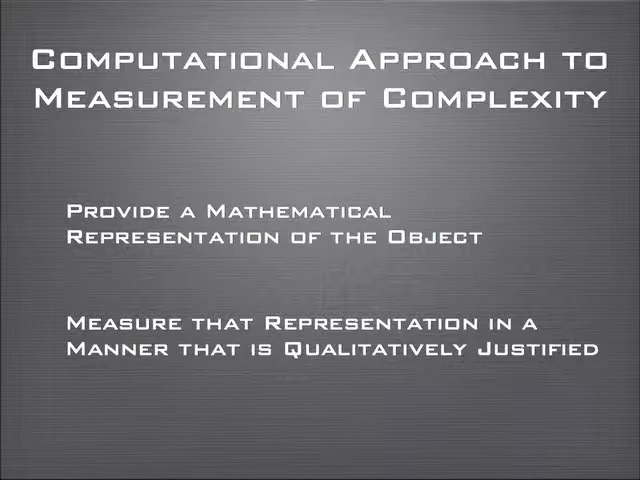 Computational Approach to
Measurement of Complexity
Provide a Mathematical
Representation of the Object
Measure that Representation in a
Manner that is Qualitatively Justified